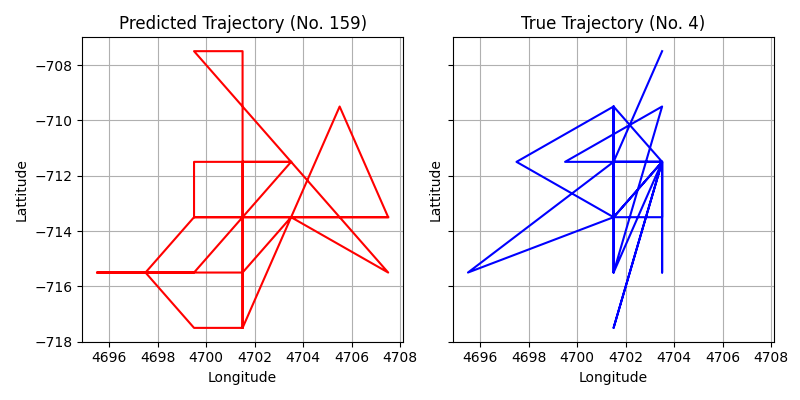 Predicted Trajectory (No. 159)
True Trajectory (No. 4)
−708
−710
−712
−714
−716
−718
Lattitude
Lattitude
4696 4698 4700 4702 4704 4706 4708
4696 4698 4700 4702 4704 4706 4708
Longitude
Longitude